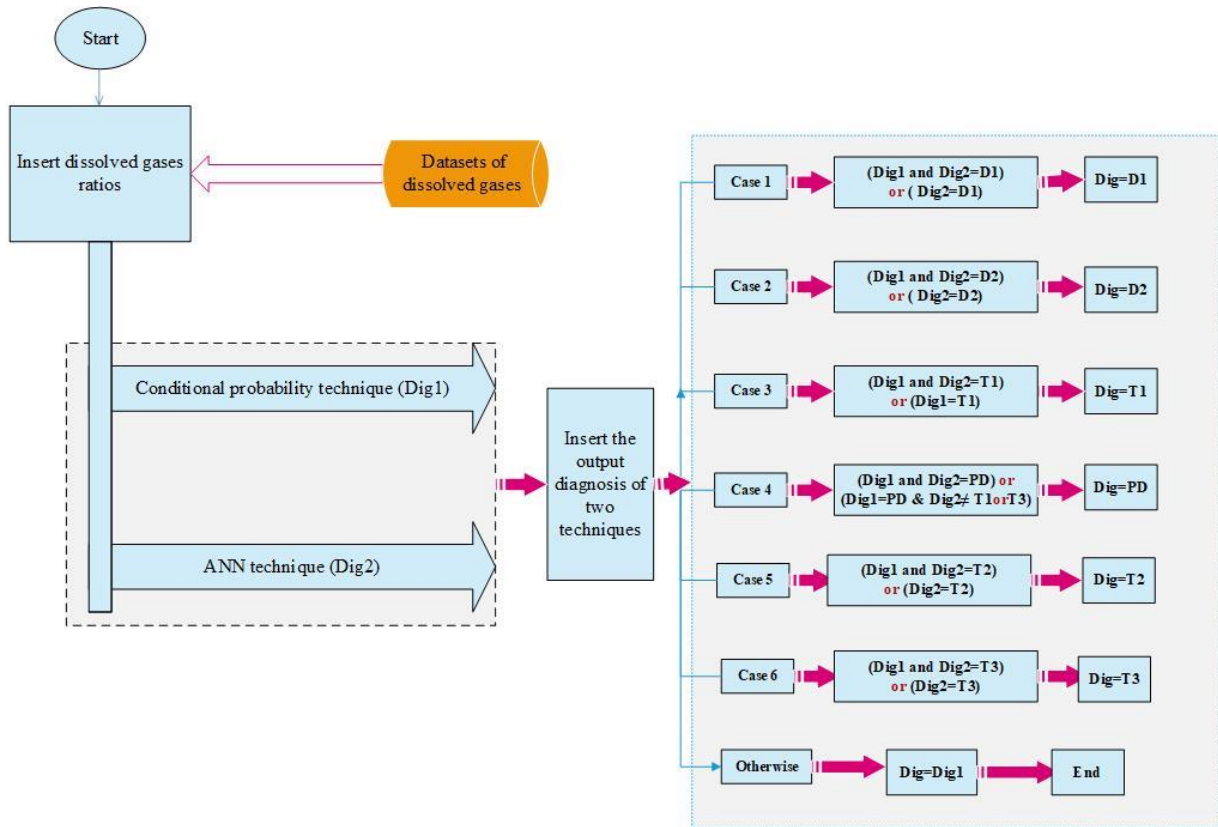 Start
Insert dissolved gases
ratios
Datasets of
dissolved gases
Conditional probability technique (Dig1)
ANN technique (Dig2)
Insert the
output
diagnosis of
two
techniques
Case 1
(Dig1 and Dig2=D1)
or ( Dig2=D1)
Dig=D1
Case 2
(Dig1 and Dig2=D2)
or ( Dig2=D2)
Dig=D2
Case 3
(Dig1 and Dig2=T1)
or (Dig1=T1)
Dig=T1
Case 4
(Dig1 and Dig2=PD) or
(Dig1=PD & Dig2≠ T1orT3)
Dig=PD
Case 5
(Dig1 and Dig2=T2)
or (Dig2=T2)
Dig=T2
Case 6
(Dig1 and Dig2=T3)
or (Dig2=T3)
Dig=T3
Otherwise
Dig=Dig1
End